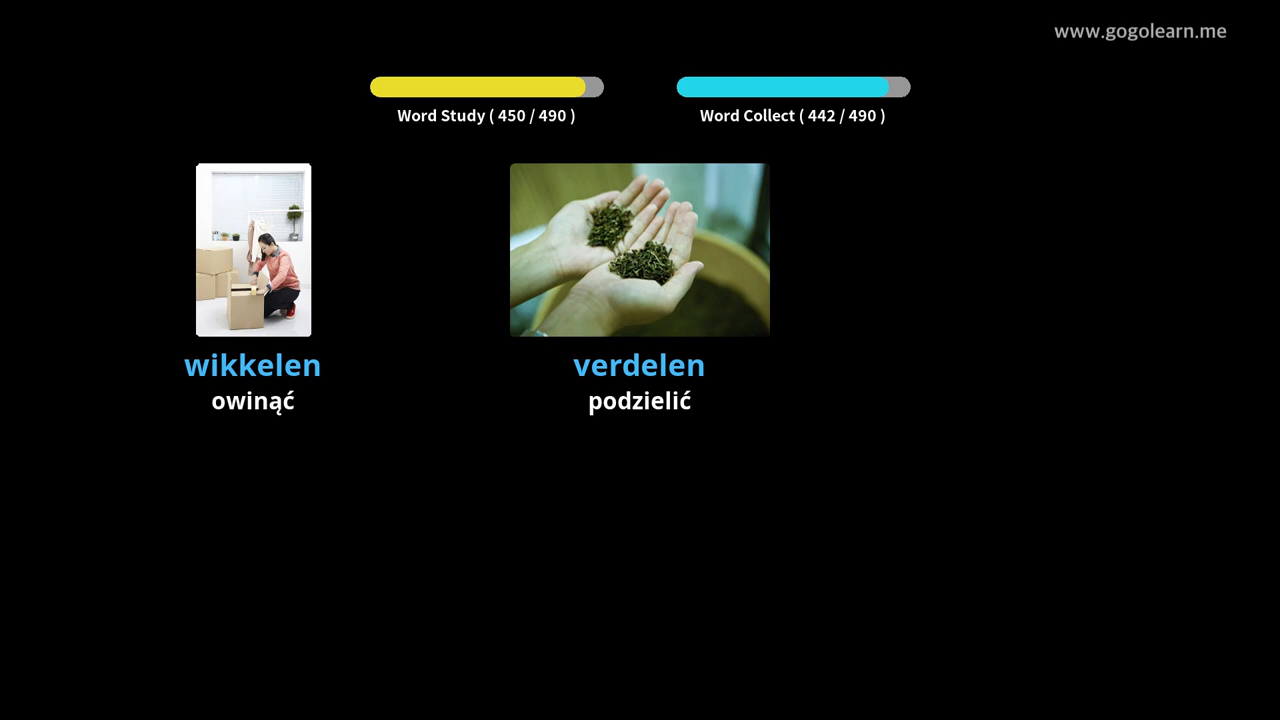 www.gogolearn.me
Word Study ( 450 / 490 )
Word Collect ( 442 / 490 )
wikkelen
owinąć
verdelen
podzielić